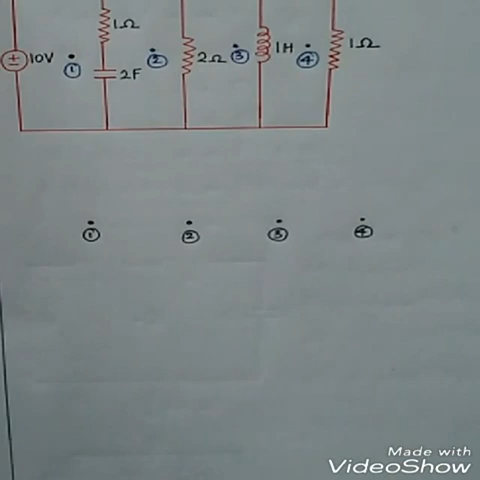 1Ω
10V
①
②
2Ω
③
1H
④
1Ω
2F
①
②
③
④
Made with
VideoShow